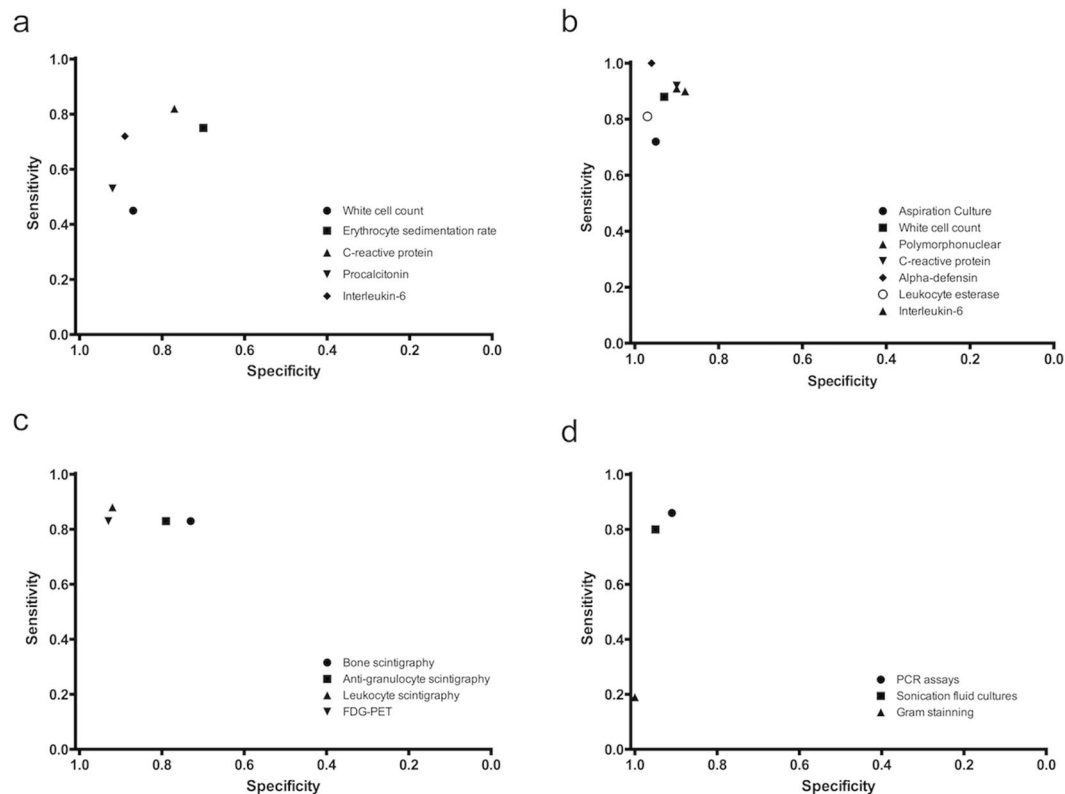 a
1.0
0.8
0.6
0.4
0.2
0.0
Sensitivity
White cell count
Erythrocyte sedimentation rate
C-reactive protein
Procalcitonin
Interleukin-6
1.0 0.8 0.6 0.4 0.2 0.0
Specificity
b
1.0
0.8
0.6
0.4
0.2
0.0
Sensitivity
Aspiration Culture
White cell count
Polymorphonuclear
C-reactive protein
Alpha-defensin
Leukocyte esterase
Interleukin-6
1.0 0.8 0.6 0.4 0.2 0.0
Specificity
c
1.0
0.8
0.6
0.4
0.2
0.0
Sensitivity
Bone scintigraphy
Anti-granulocyte scintigraphy
Leukocyte scintigraphy
FDG-PET
1.0 0.8 0.6 0.4 0.2 0.0
Specificity
d
1.0
0.8
0.6
0.4
0.2
0.0
Sensitivity
PCR assays
Sonication fluid cultures
Gram stainning
1.0 0.8 0.6 0.4 0.2 0.0
Specificity